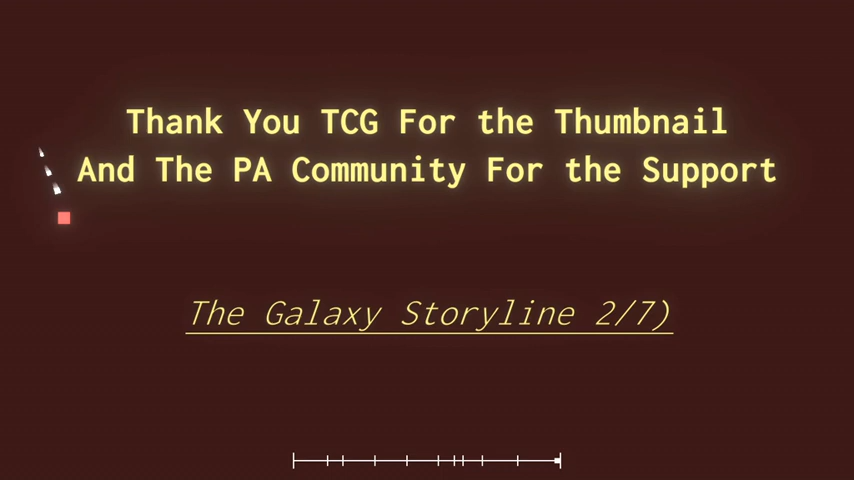 Thank You TCG For the Thumbnail
And The PA Community For the Support
The Galaxy Storyline 2/7)